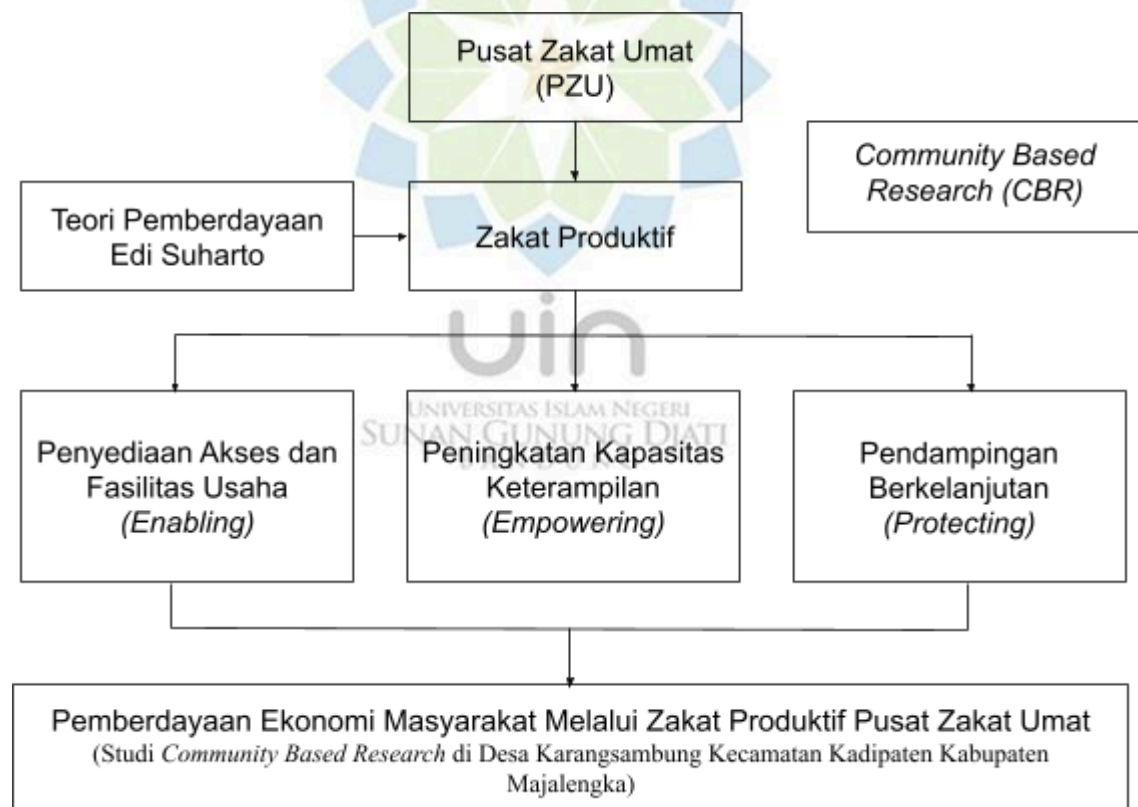 Pusat Zakat Umat
(PZU)
Community Based
Research (CBR)
Teori Pemberdayaan
Edi Suharto
Zakat Produktif
uin
UNIVERSITAS ISLAM NEGERI
SUNAN GUNUNG DJATI
BANDUNG
Penyediaan Akses dan
Fasilitas Usaha
(Enabling)
Peningkatan Kapasitas
Keterampilan
(Empowering)
Pendampingan
Berkelanjutan
(Protecting)
Pemberdayaan Ekonomi Masyarakat Melalui Zakat Produktif Pusat Zakat Umat
(Studi Community Based Research di Desa Karangsambung Kecamatan Kadipaten Kabupaten
Majalengka)